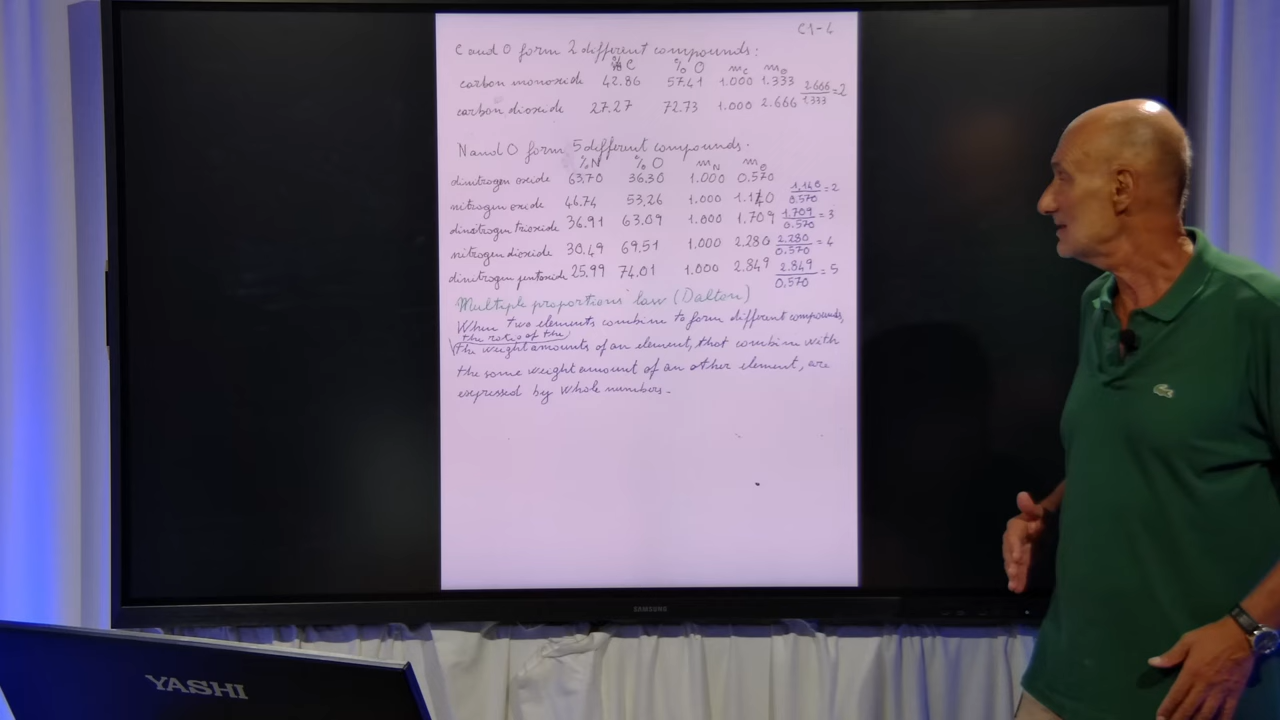 C1-4
C and O form 2 different compounds:
% C % O mC mO
carbon monoxide 42.86 57.41 1.000 1.333 2.666/1.333 = 2
carbon dioxide 27.27 72.73 1.000 2.666
N and O form 5 different compounds.
% N % O mN mO
dinitrogen oxide 63.70 36.30 1.000 0.570
nitrogen oxide 46.74 53.26 1.000 1.140 1.140/0.570 = 2
dinitrogen trioxide 36.91 63.09 1.000 1.709 1.709/0.570 = 3
nitrogen dioxide 30.49 69.51 1.000 2.280 2.280/0.570 = 4
dinitrogen pentoxide 25.99 74.01 1.000 2.849 2.849/0.570 = 5
Multiple proportions law (Dalton)
When two elements combine to form different compounds,
the ratio of the
the weight amounts of an element, that combine with
the same weight amount of an other element, are
expressed by whole numbers.
SAMSUNG
YASHI